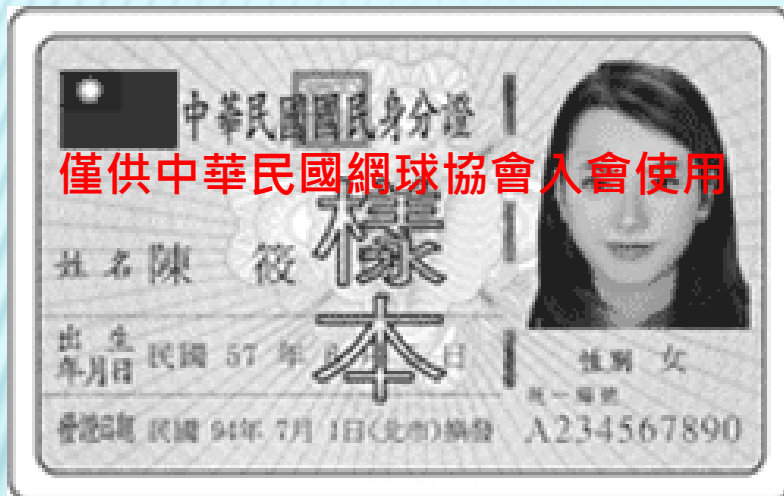 中華民國國民身分證
僅供中華民國網球協會入會使用
樣本
姓名 陳 筱
出生年月日 民國 57 年 日
性別 女
統一編號
發證日期 民國 94年 7月 1日(北市)換發
A234567890